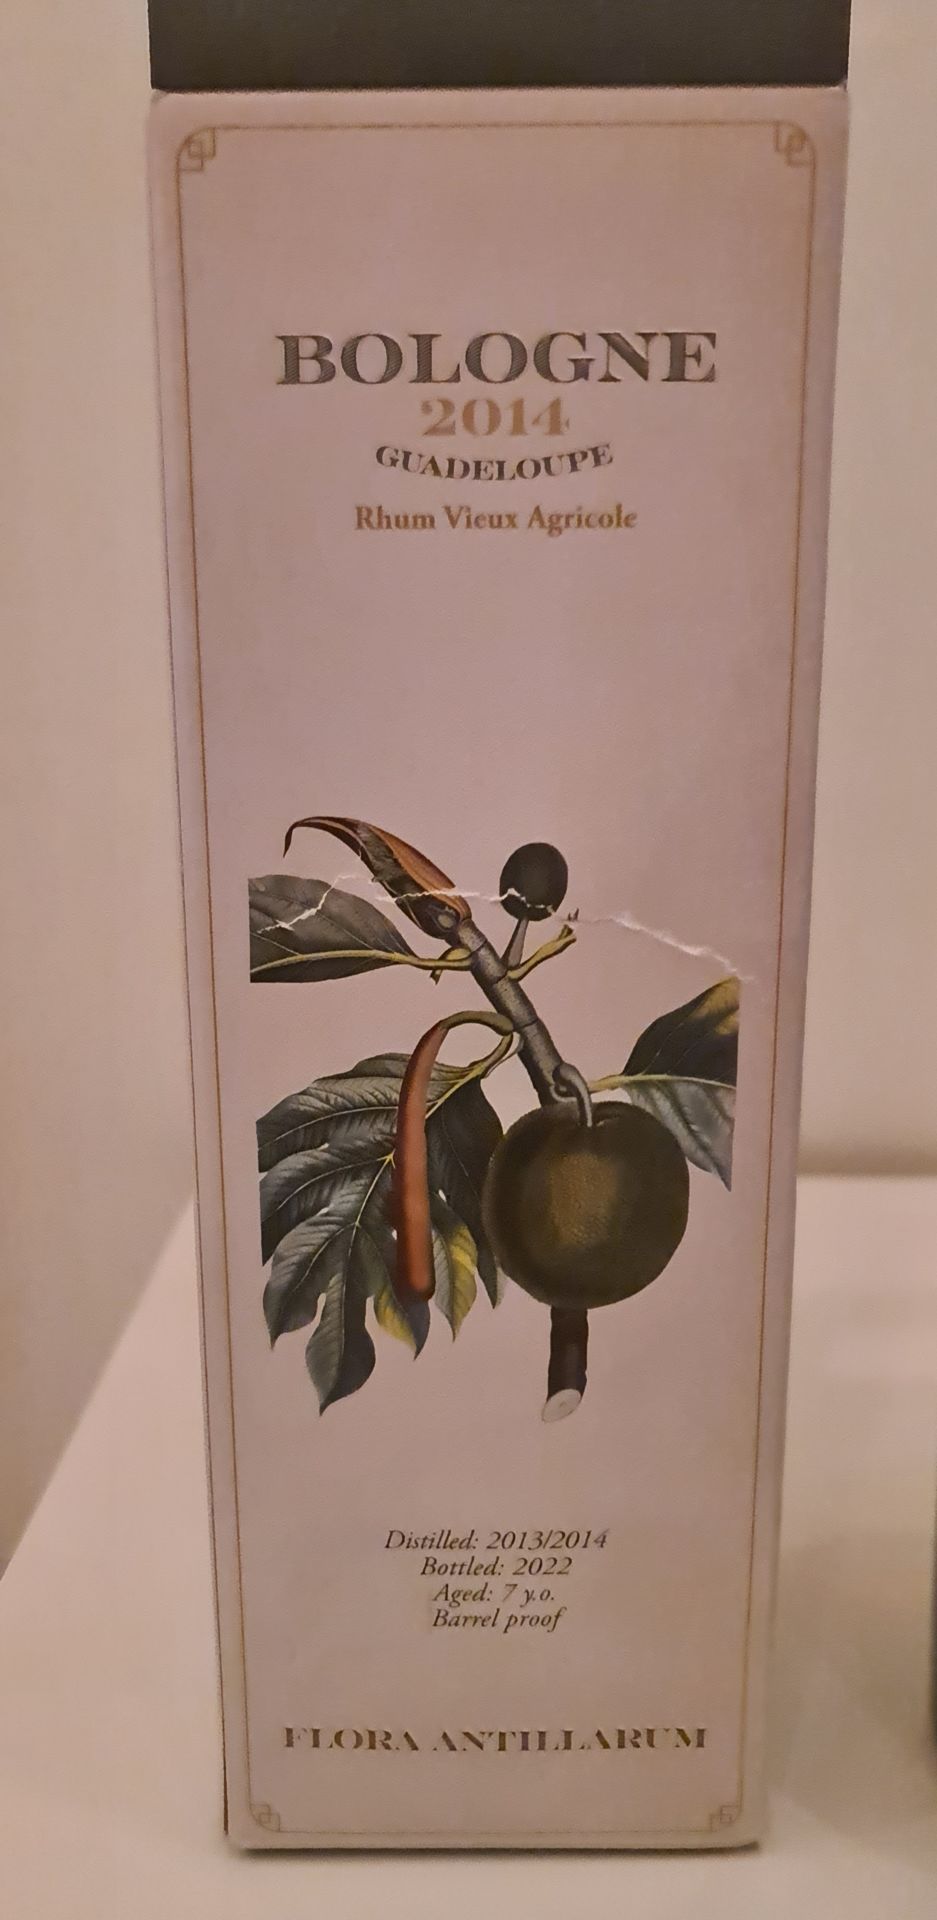 BOLOGNE
2014
GUADELOUPE
Rhum Vieux Agricole
Distilled: 2013/2014
Bottled: 2022
Aged: 7 y.o.
Barrel proof
FLORA ANTILLARUM